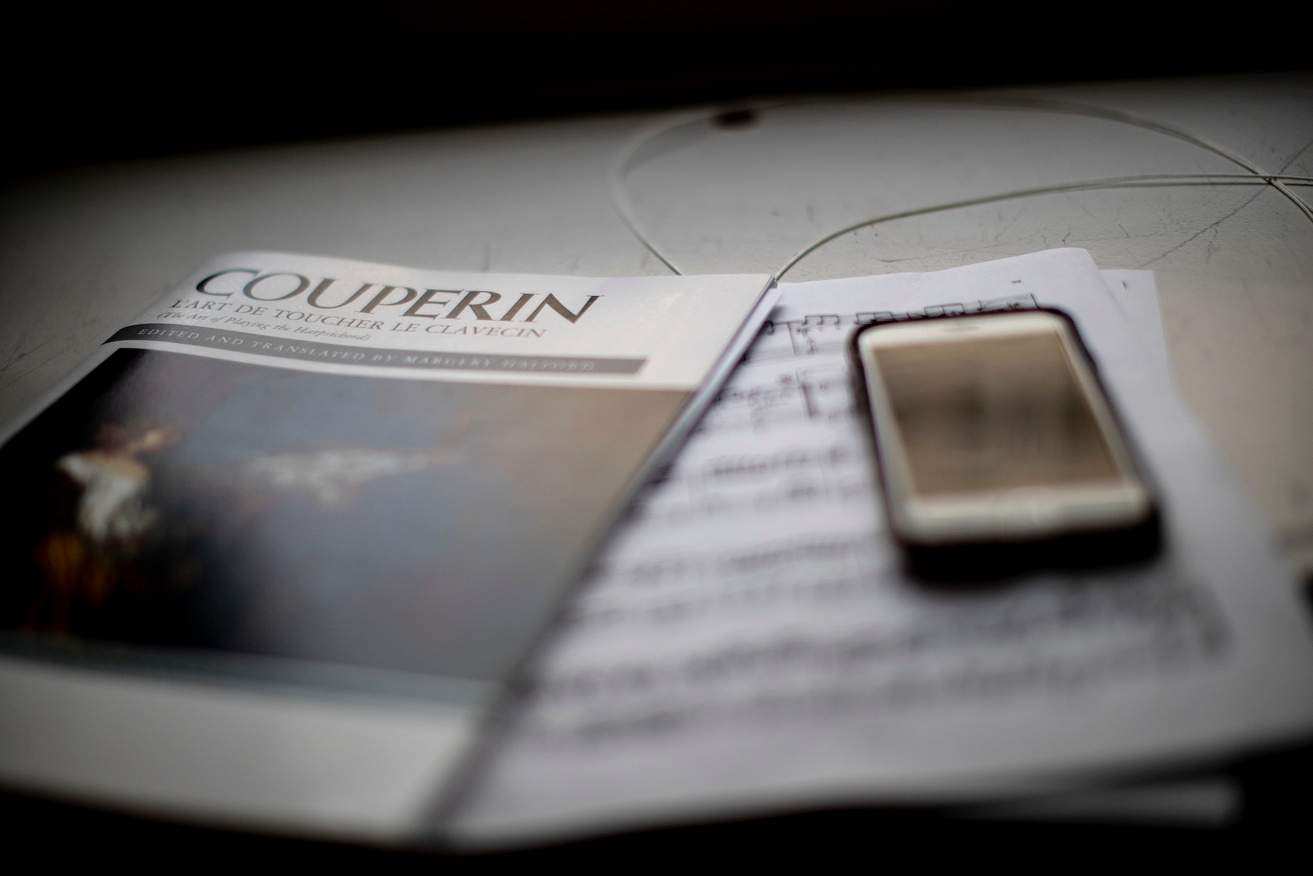 COUPERIN
L'ART DE TOUCHER LE CLAVECIN
(The Art of Playing the Harpsichord)
EDITED AND TRANSLATED BY MARGERY HALFORD